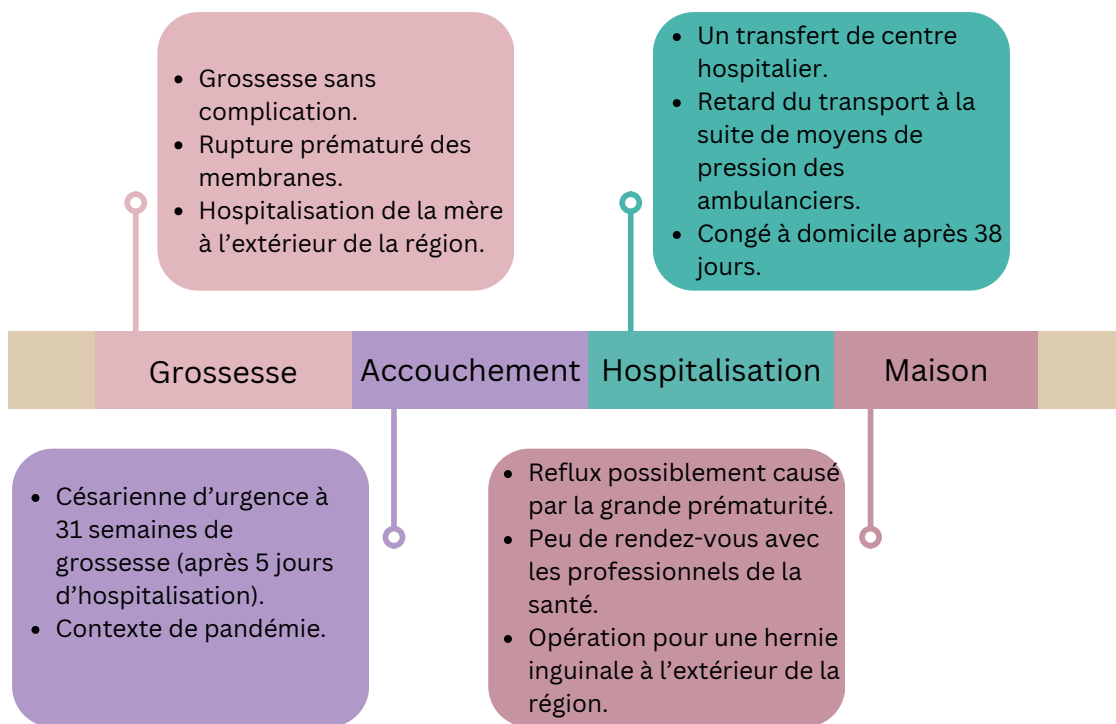 • Grossesse sans
complication.
• Rupture prématuré des
membranes.
• Hospitalisation de la mère
à l’extérieur de la région.
• Un transfert de centre
hospitalier.
• Retard du transport à la
suite de moyens de
pression des
ambulanciers.
• Congé à domicile après 38
jours.
Grossesse
Accouchement
Hospitalisation
Maison
• Césarienne d’urgence à
31 semaines de
grossesse (après 5 jours
d’hospitalisation).
• Contexte de pandémie.
• Reflux possiblement causé
par la grande prématurité.
• Peu de rendez-vous avec
les professionnels de la
santé.
• Opération pour une hernie
inguinale à l’extérieur de la
région.